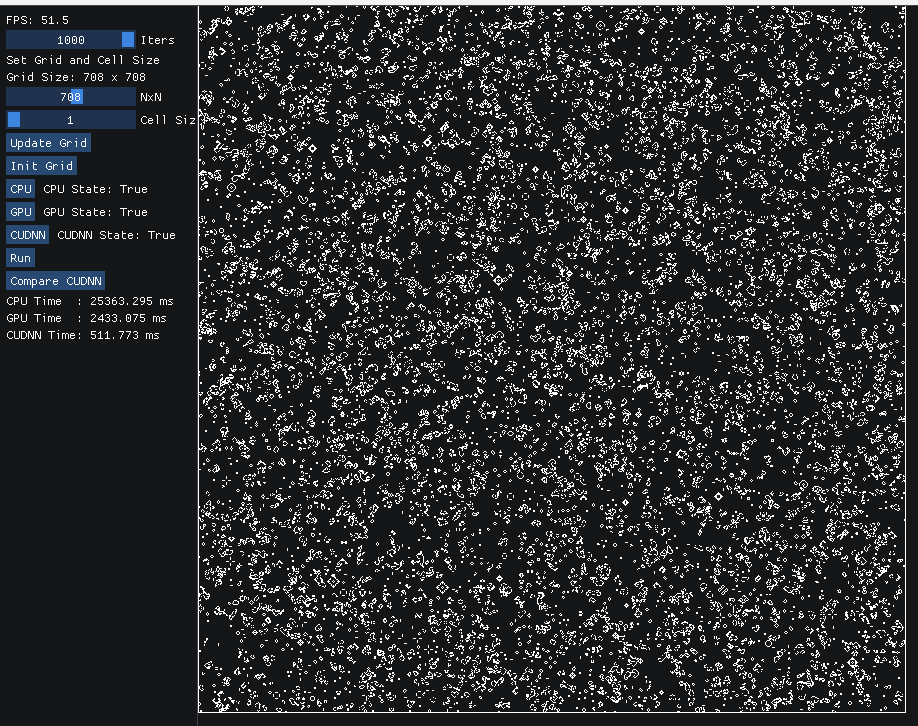 FPS: 51.5
1000 Iters
Set Grid and Cell Size
Grid Size: 708 x 708
708 NxN
1 Cell Siz
Update Grid
Init Grid
CPU CPU State: True
GPU GPU State: True
CUDNN CUDNN State: True
Run
Compare CUDNN
CPU Time : 25363.295 ms
GPU Time : 2433.075 ms
CUDNN Time: 511.773 ms